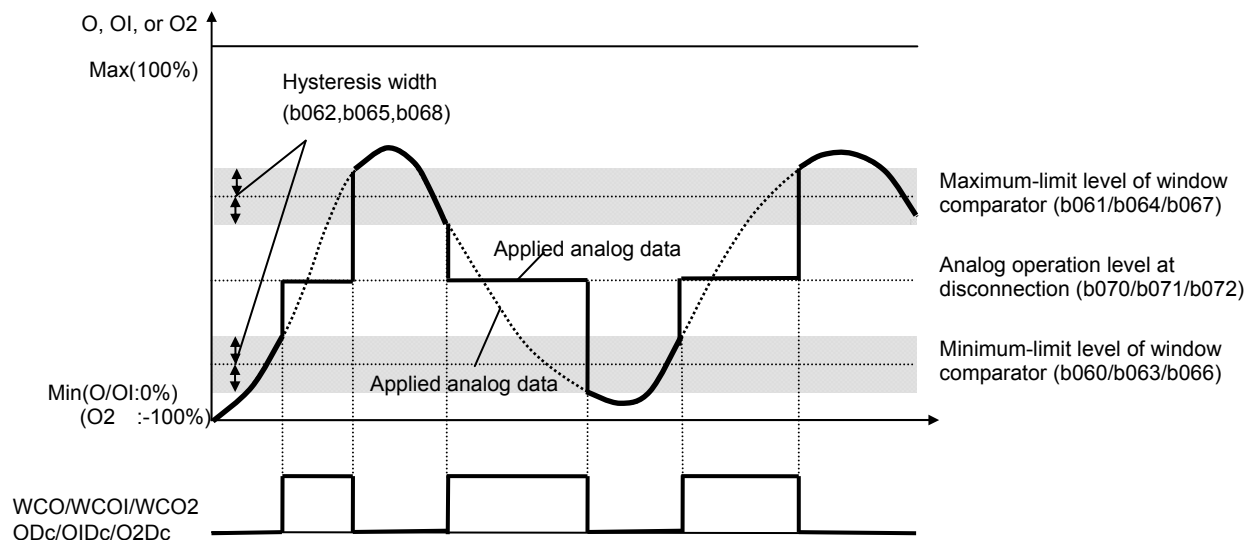 O, OI, or O2
Max(100%)
Hysteresis width
(b062,b065,b068)
Maximum-limit level of window
comparator (b061/b064/b067)
Applied analog data
Analog operation level at
disconnection (b070/b071/b072)
Minimum-limit level of window
comparator (b060/b063/b066)
Applied analog data
Min(O/OI:0%)
(O2 :-100%)
WCO/WCOI/WCO2
ODc/OIDc/O2Dc